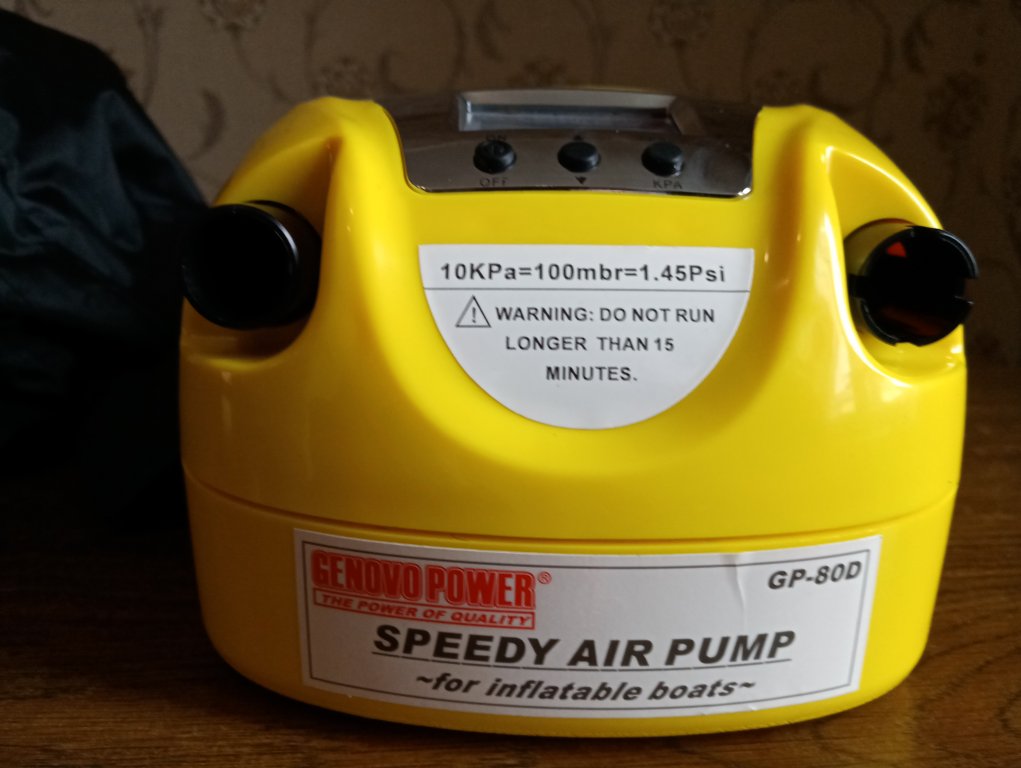 ON
OFF
KPA
10KPa=100mbr=1.45Psi
WARNING: DO NOT RUN
LONGER THAN 15
MINUTES.
GENOVO POWER®
THE POWER OF QUALITY
GP-80D
SPEEDY AIR PUMP
~for inflatable boats~